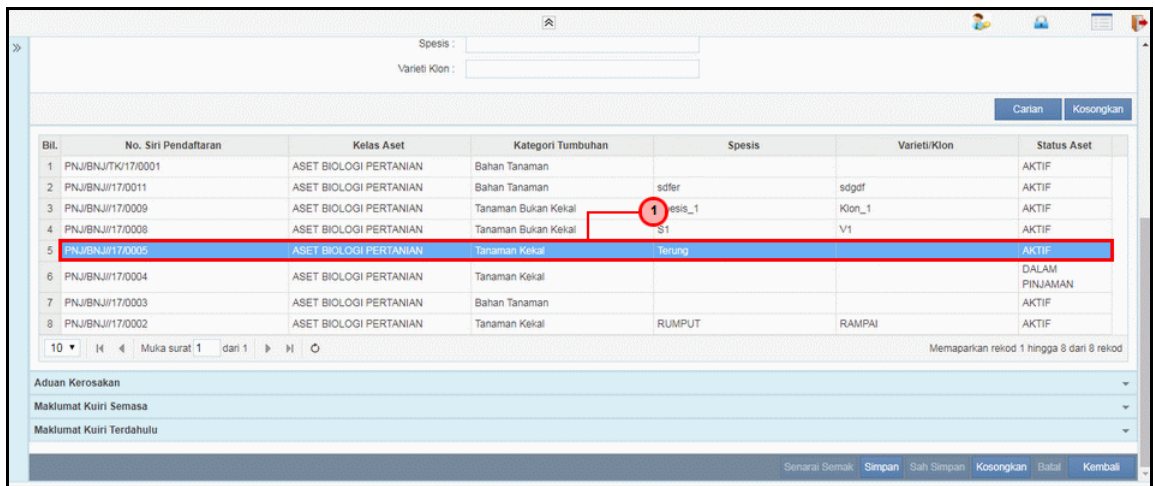 Spesis :
Varieti Klon :
Carian Kosongkan
Bil. No. Siri Pendaftaran Kelas Aset Kategori Tumbuhan Spesis Varieti/Klon Status Aset
1 PNJ/BNJ/TK/17/0001 ASET BIOLOGI PERTANIAN Bahan Tanaman AKTIF
2 PNJ/BNJ//17/0011 ASET BIOLOGI PERTANIAN Bahan Tanaman sdfer sdgdf AKTIF
3 PNJ/BNJ//17/0009 ASET BIOLOGI PERTANIAN Tanaman Bukan Kekal 1 esis_1 Klon_1 AKTIF
4 PNJ/BNJ//17/0008 ASET BIOLOGI PERTANIAN Tanaman Bukan Kekal S1 V1 AKTIF
5 PNJ/BNJ//17/0005 ASET BIOLOGI PERTANIAN Tanaman Kekal Terung AKTIF
6 PNJ/BNJ//17/0004 ASET BIOLOGI PERTANIAN Tanaman Kekal DALAM
PINJAMAN
7 PNJ/BNJ//17/0003 ASET BIOLOGI PERTANIAN Bahan Tanaman AKTIF
8 PNJ/BNJ//17/0002 ASET BIOLOGI PERTANIAN Tanaman Kekal RUMPUT RAMPAI AKTIF
10 Muka surat 1 dari 1 Memaparkan rekod 1 hingga 8 dari 8 rekod
Aduan Kerosakan
Maklumat Kuiri Semasa
Maklumat Kuiri Terdahulu
Senarai Semak Simpan Sah Simpan Kosongkan Batal Kembali